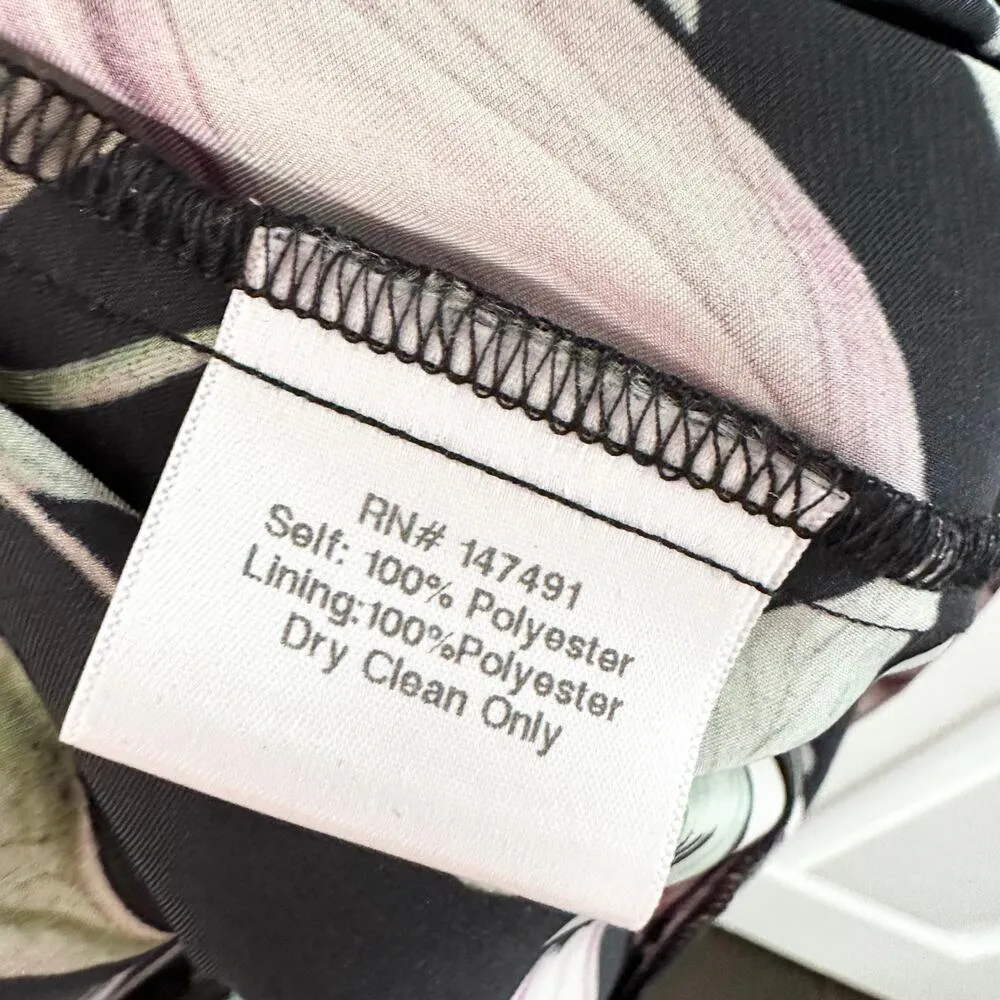 RN# 147491
Self: 100% Polyester
Lining:100%Polyester
Dry Clean Only